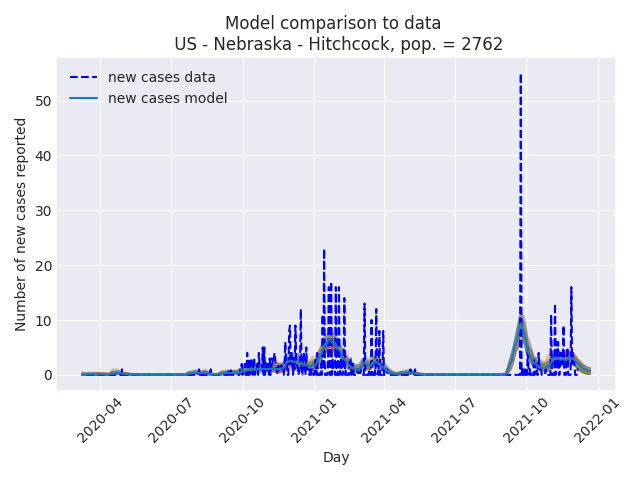 Model comparison to data
US - Nebraska - Hitchcock, pop. = 2762
new cases data
new cases model
Number of new cases reported
50
40
30
20
10
0
2020-04
2020-07
2020-10
2021-01
2021-04
2021-07
2021-10
2022-01
Day